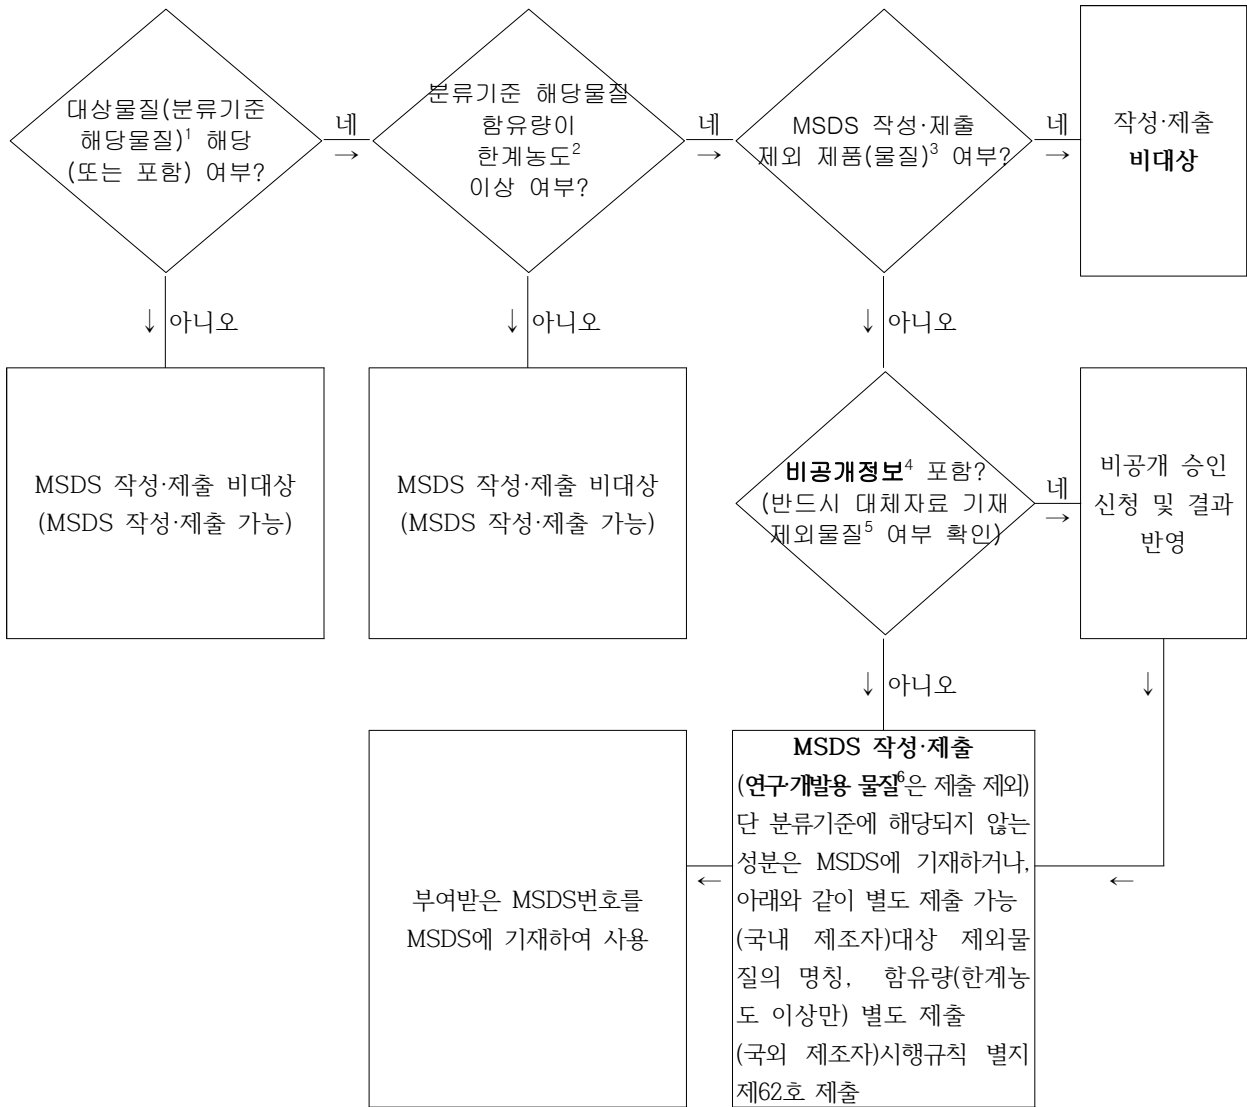 대상물질(분류기준
해당물질)1 해당
(또는 포함) 여부?
네
→
분류기준 해당물질
함유량이
한계농도2
이상 여부?
네
→
MSDS 작성·제출
제외 제품(물질)3 여부?
네
→
작성·제출
비대상
↓ 아니오
↓ 아니오
↓ 아니오
MSDS 작성·제출 비대상
(MSDS 작성·제출 가능)
MSDS 작성·제출 비대상
(MSDS 작성·제출 가능)
비공개정보4 포함?
(반드시 대체자료 기재
제외물질5 여부 확인)
네
→
비공개 승인
신청 및 결과
반영
↓ 아니오
↓
부여받은 MSDS번호를
MSDS에 기재하여 사용
←
MSDS 작성·제출
(연구·개발용 물질6은 제출 제외)
단 분류기준에 해당되지 않는
성분은 MSDS에 기재하거나,
아래와 같이 별도 제출 가능
(국내 제조자)대상 제외물
질의 명칭, 함유량(한계농
도 이상만) 별도 제출
(국외 제조자)시행규칙 별지
제62호 제출
←